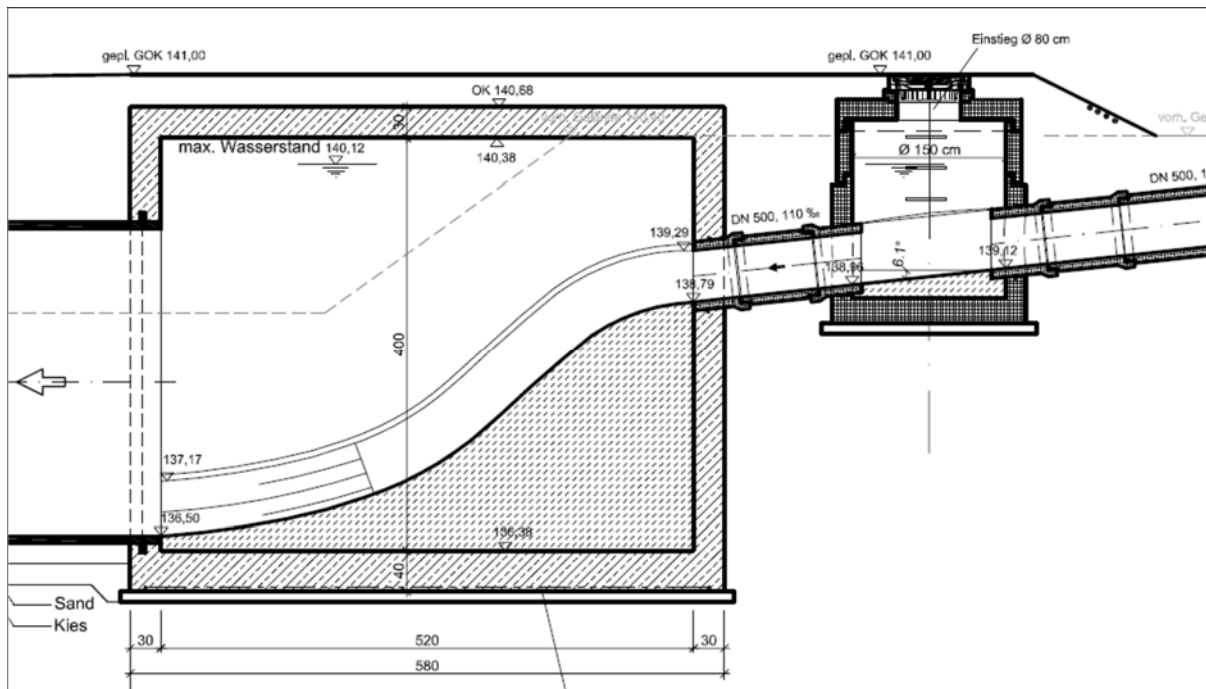 Einstieg Ø 80 cm
gepl. GOK 141,00
gepl. GOK 141,00
OK 140,68
30
vorh. Ge
max. Wasserstand 140,12
140,38
Ø 150 cm
DN 500, 1
DN 500, 110 ‰
139,29
139,12
6.1°
138,96
138,79
400
137,17
136,50
136,38
40
Sand
Kies
30
520
30
580